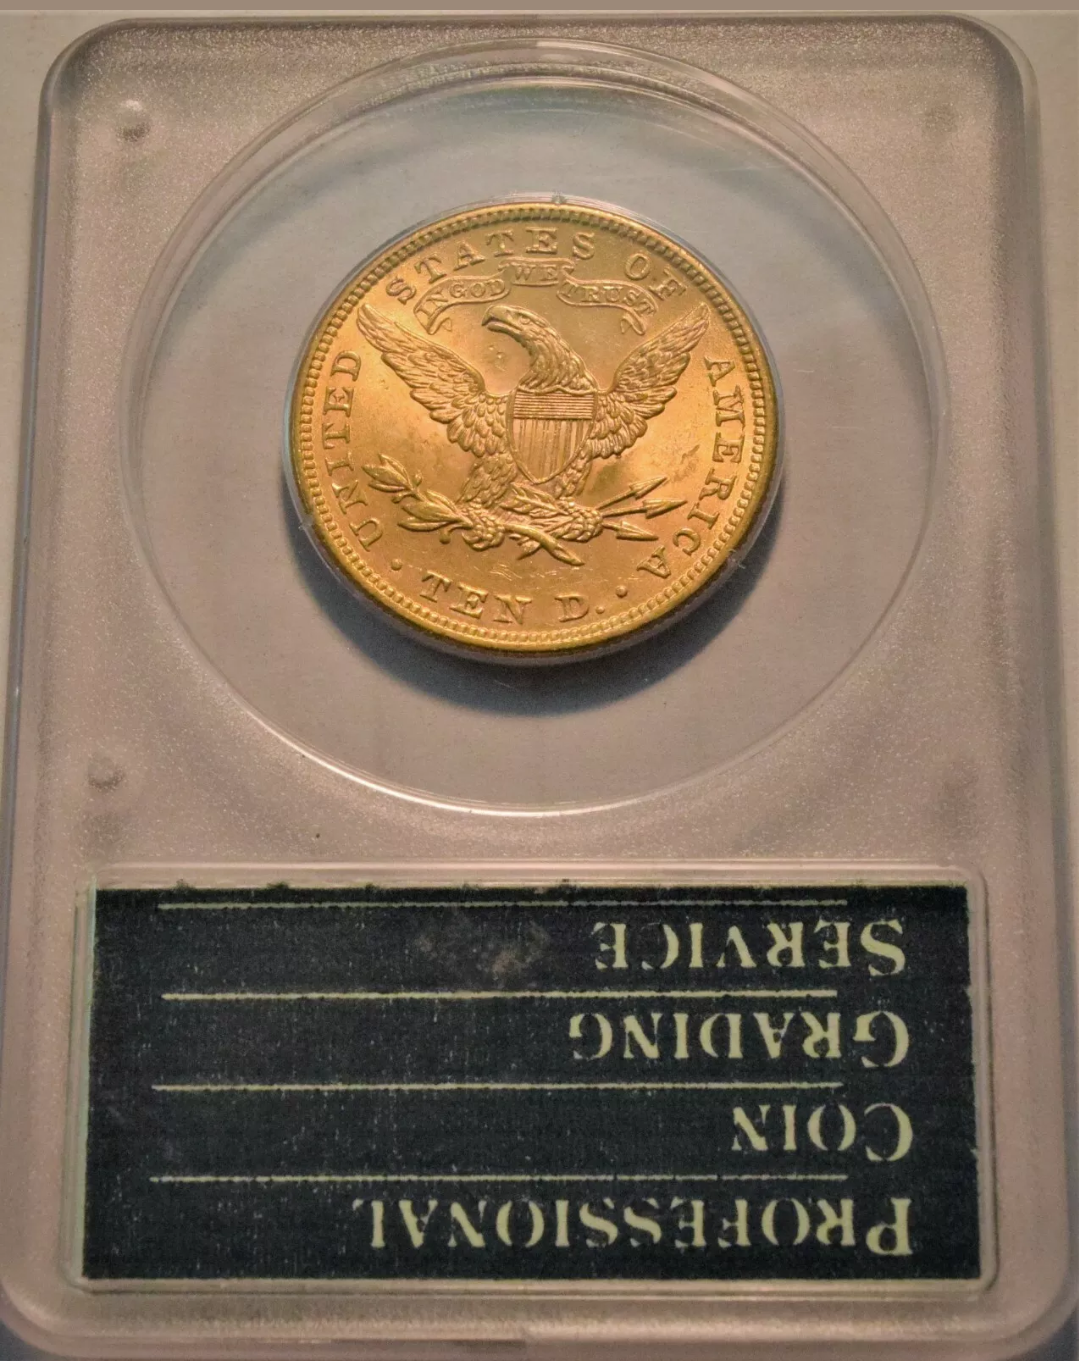 UNITED STATES OF AMERICA
IN GOD WE TRUST
· TEN D. ·
PROFESSIONAL
COIN
GRADING
SERVICE